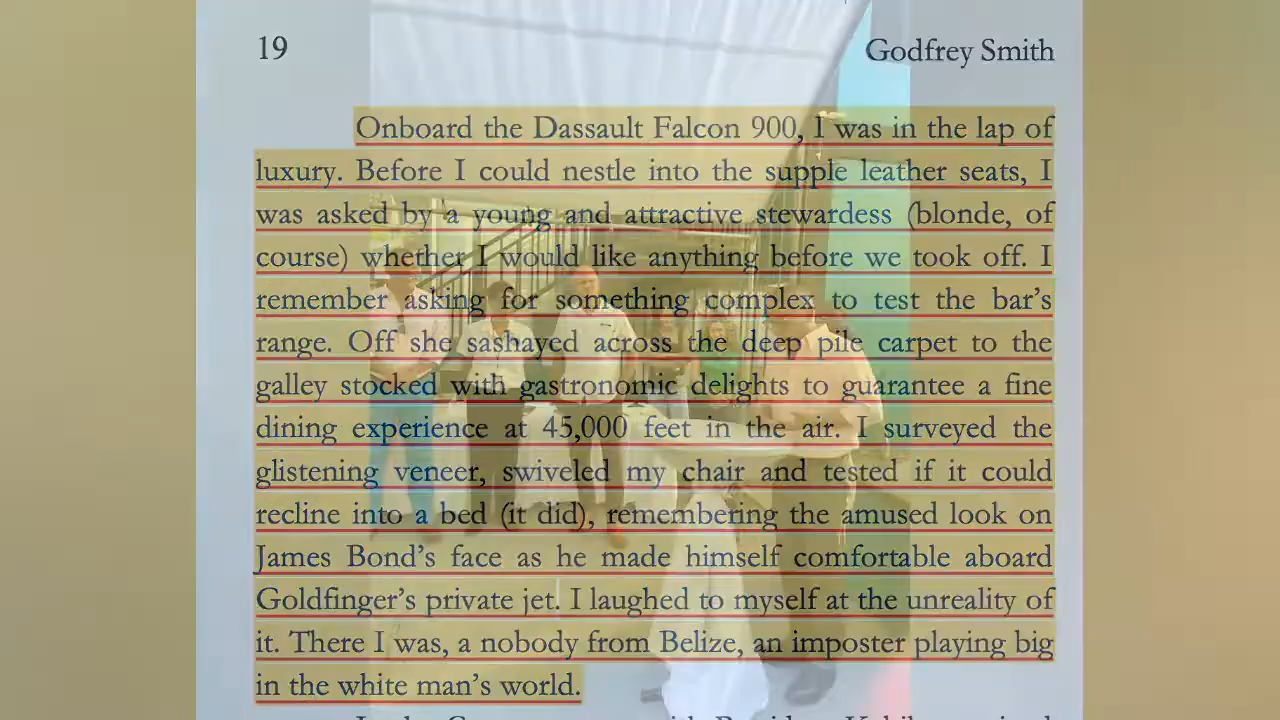 19
Godfrey Smith
Onboard the Dassault Falcon 900, I was in the lap of
luxury. Before I could nestle into the supple leather seats, I
was asked by a young and attractive stewardess (blonde, of
course) whether I would like anything before we took off. I
remember asking for something complex to test the bar's
range. Off she sashayed across the deep pile carpet to the
galley stocked with gastronomic delights to guarantee a fine
dining experience at 45,000 feet in the air. I surveyed the
glistening veneer, swiveled my chair and tested if it could
recline into a bed (it did), remembering the amused look on
James Bond's face as he made himself comfortable aboard
Goldfinger's private jet. I laughed to myself at the unreality of
it. There I was, a nobody from Belize, an imposter playing big
in the white man's world.